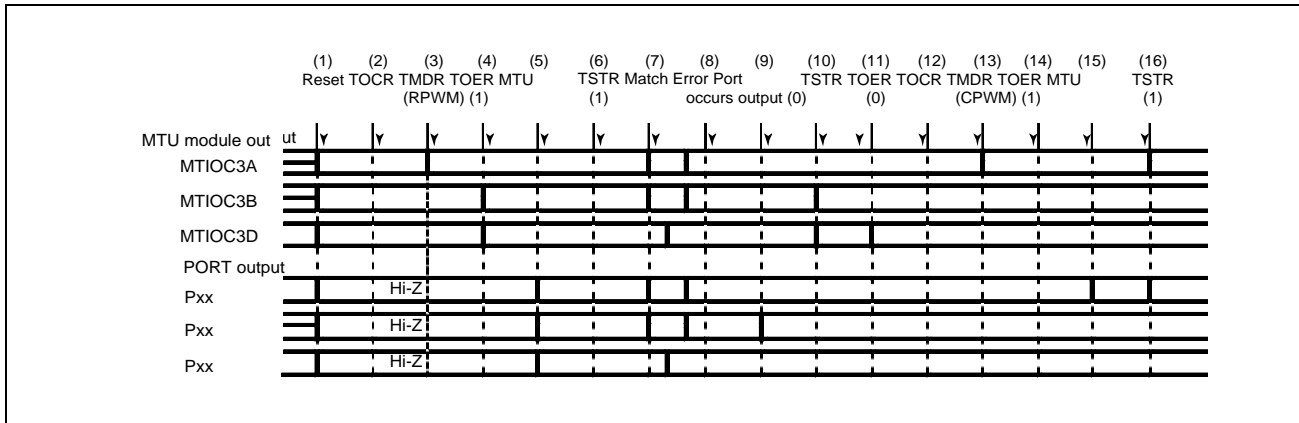 (1) (2) (3) (4) (5) (6) (7) (8) (9) (10) (11) (12) (13) (14) (15) (16)
Reset TOCR TMDR TOER MTU TSTR Match Error Port TSTR TOER TOCR TMDR TOER MTU TSTR
(RPWM) (1) (1) occurs output (0) (0) (CPWM) (1) (1)
MTU module out ut
MTIOC3A
MTIOC3B
MTIOC3D
PORT output
Pxx Hi-Z
Pxx Hi-Z
Pxx Hi-Z